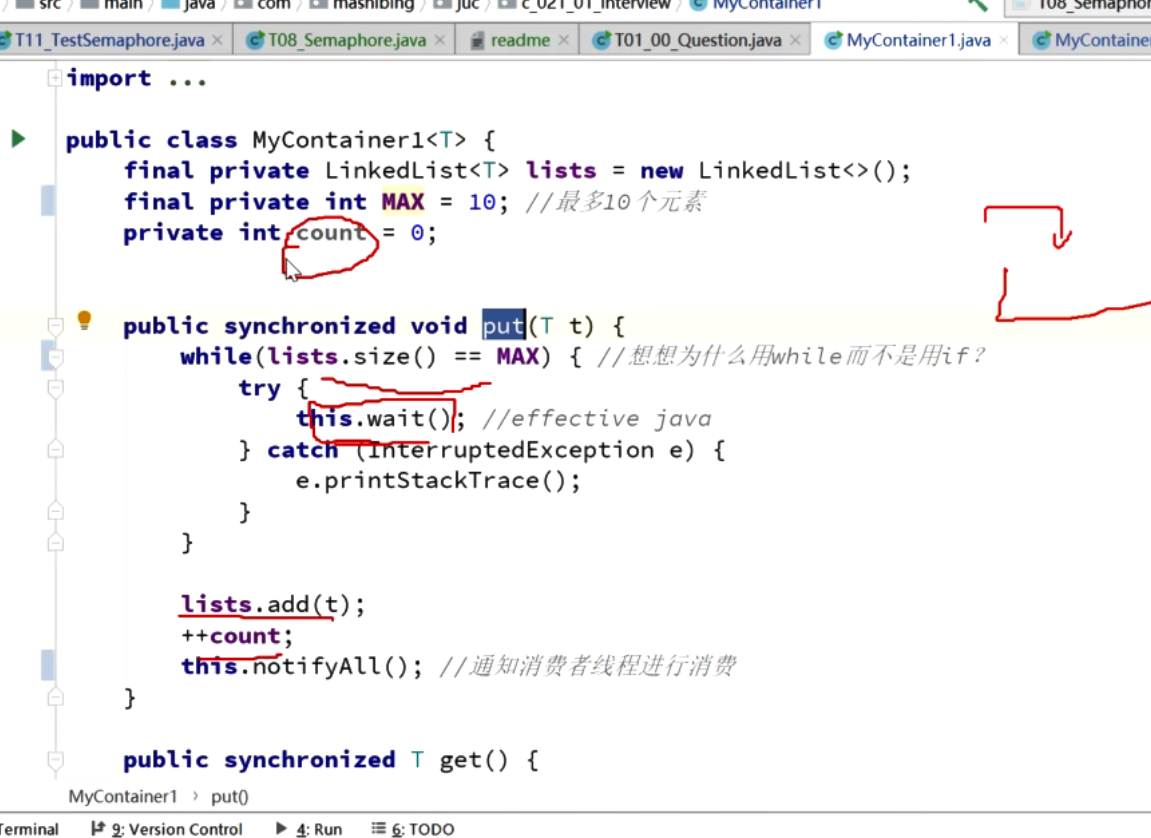 src main java com mashibing juc c_021_01_interview MyContainer1 T08_Semaphor
T11_TestSemaphore.java T08_Semaphore.java readme T01_00_Question.java MyContainer1.java MyContaine
import ...
public class MyContainer1<T> {
final private LinkedList<T> lists = new LinkedList<>();
final private int MAX = 10; //最多10个元素
private int count = 0;
public synchronized void put(T t) {
while(lists.size() == MAX) { //想想为什么用while而不是用if?
try {
this.wait(); //effective java
} catch (InterruptedException e) {
e.printStackTrace();
}
}
lists.add(t);
++count;
this.notifyAll(); //通知消费者线程进行消费
}
public synchronized T get() {
MyContainer1 › put()
Terminal 9: Version Control 4: Run 6: TODO